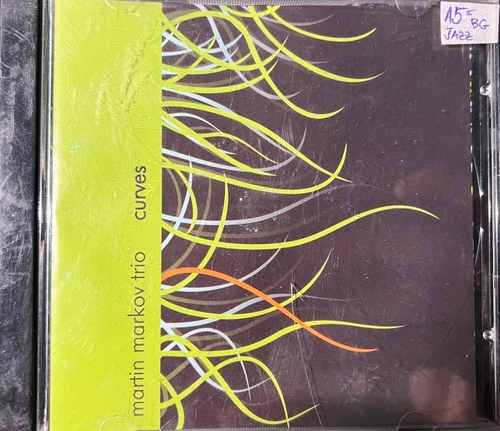 15=
BG
JAZZ
curves
martin markov trio